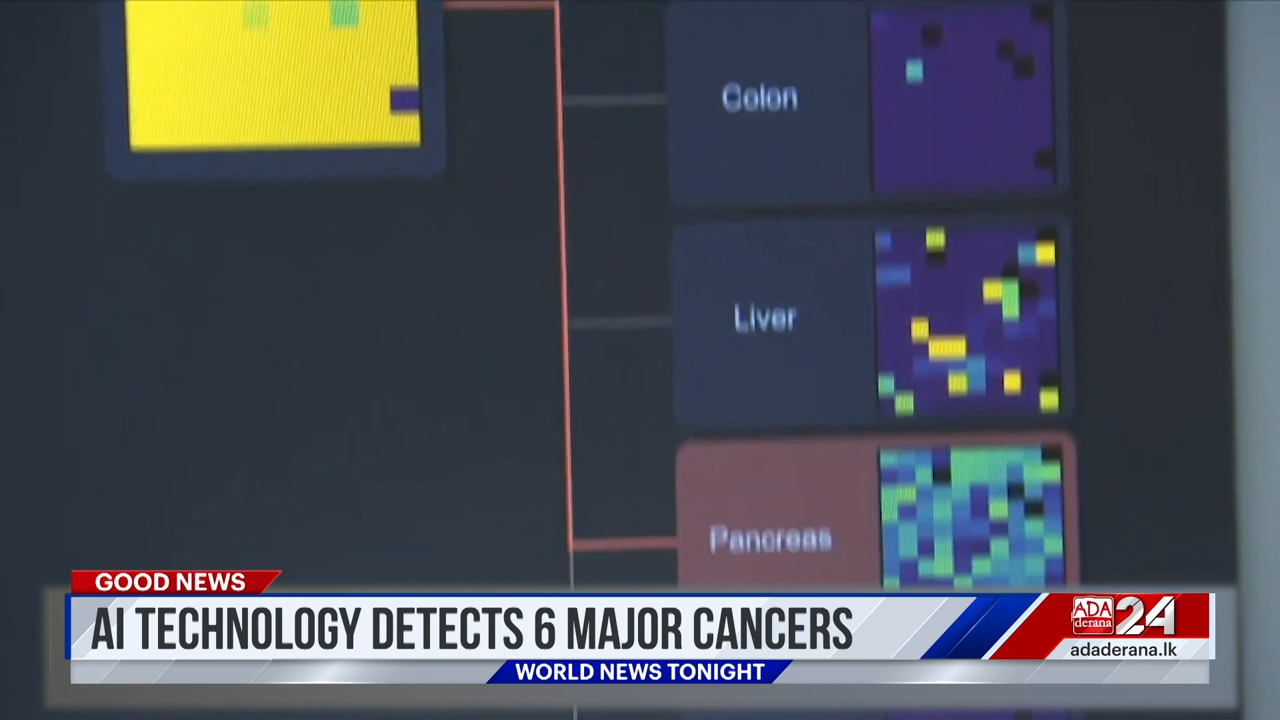 Colon
Liver
Pancreas
GOOD NEWS
AI TECHNOLOGY DETECTS 6 MAJOR CANCERS
ADA
derana
24
adaderana.lk
WORLD NEWS TONIGHT